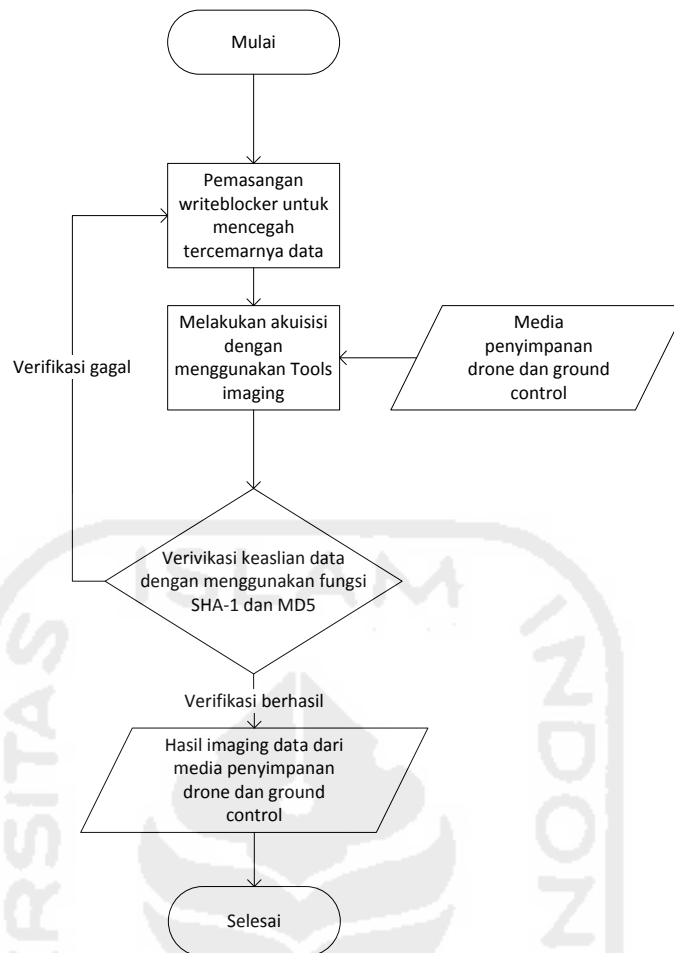 Mulai
Pemasangan
writeblocker untuk
mencegah
tercemarnya data
Melakukan akuisisi
dengan
menggunakan Tools
imaging
Media
penyimpanan
drone dan ground
control
Verifikasi gagal
Verivikasi keaslian data
dengan menggunakan fungsi
SHA-1 dan MD5
Verifikasi berhasil
Hasil imaging data dari
media penyimpanan
drone dan ground
control
Selesai
ISLAM